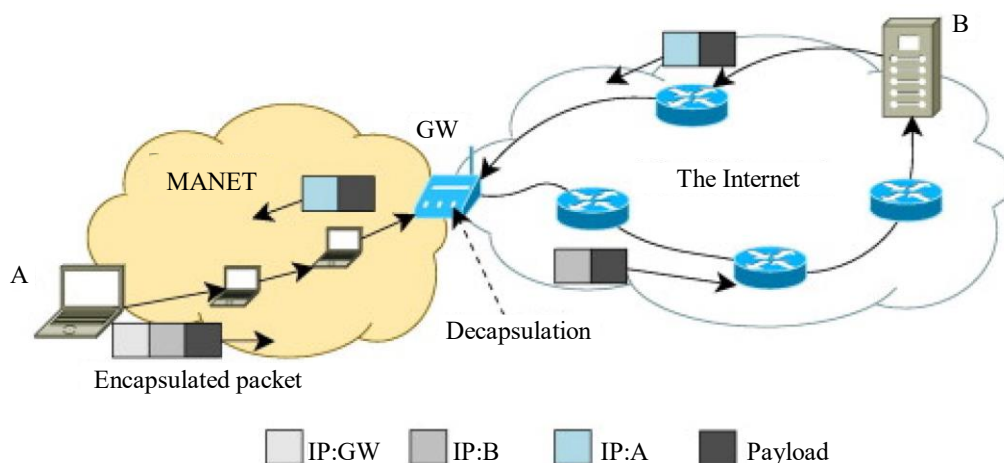 B
GW
MANET
The Internet
A
Decapsulation
Encapsulated packet
IP:GW IP:B IP:A Payload